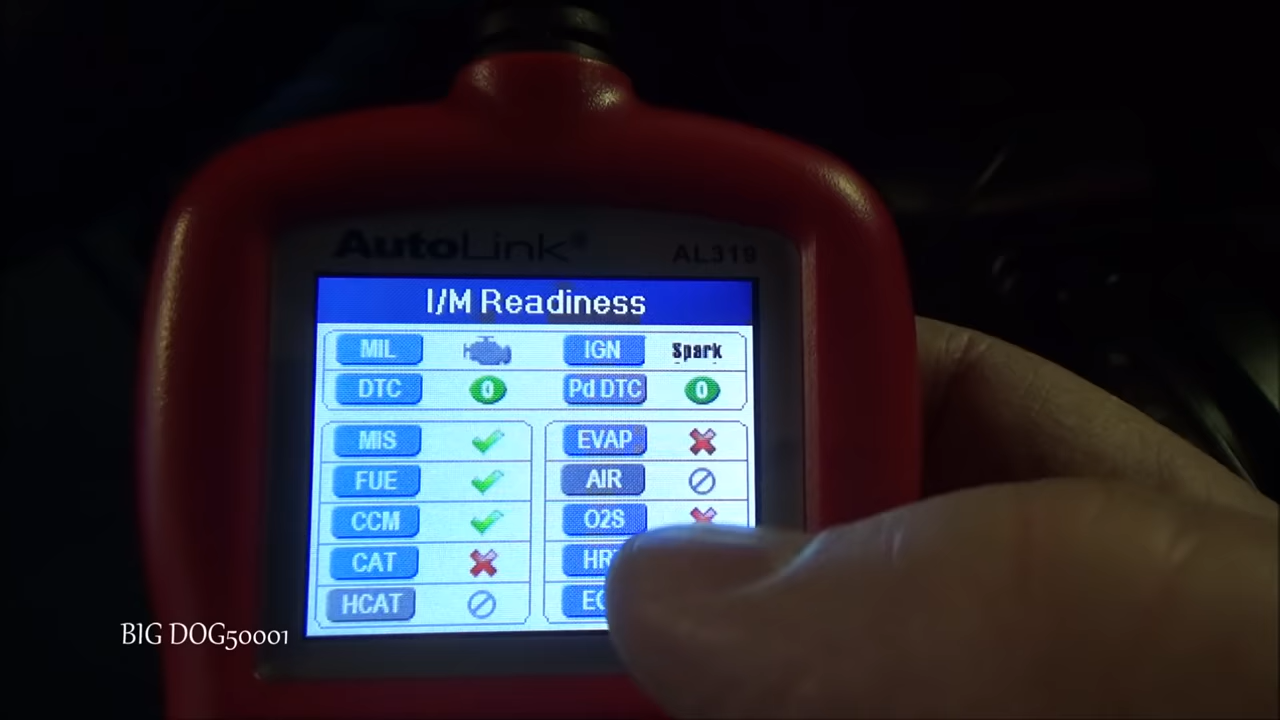 AutoLink® AL319
I/M Readiness
MIL IGN Spark
DTC 0 Pd DTC 0
MIS EVAP
FUE AIR
CCM O2S
CAT
HCAT
BIG DOG50001